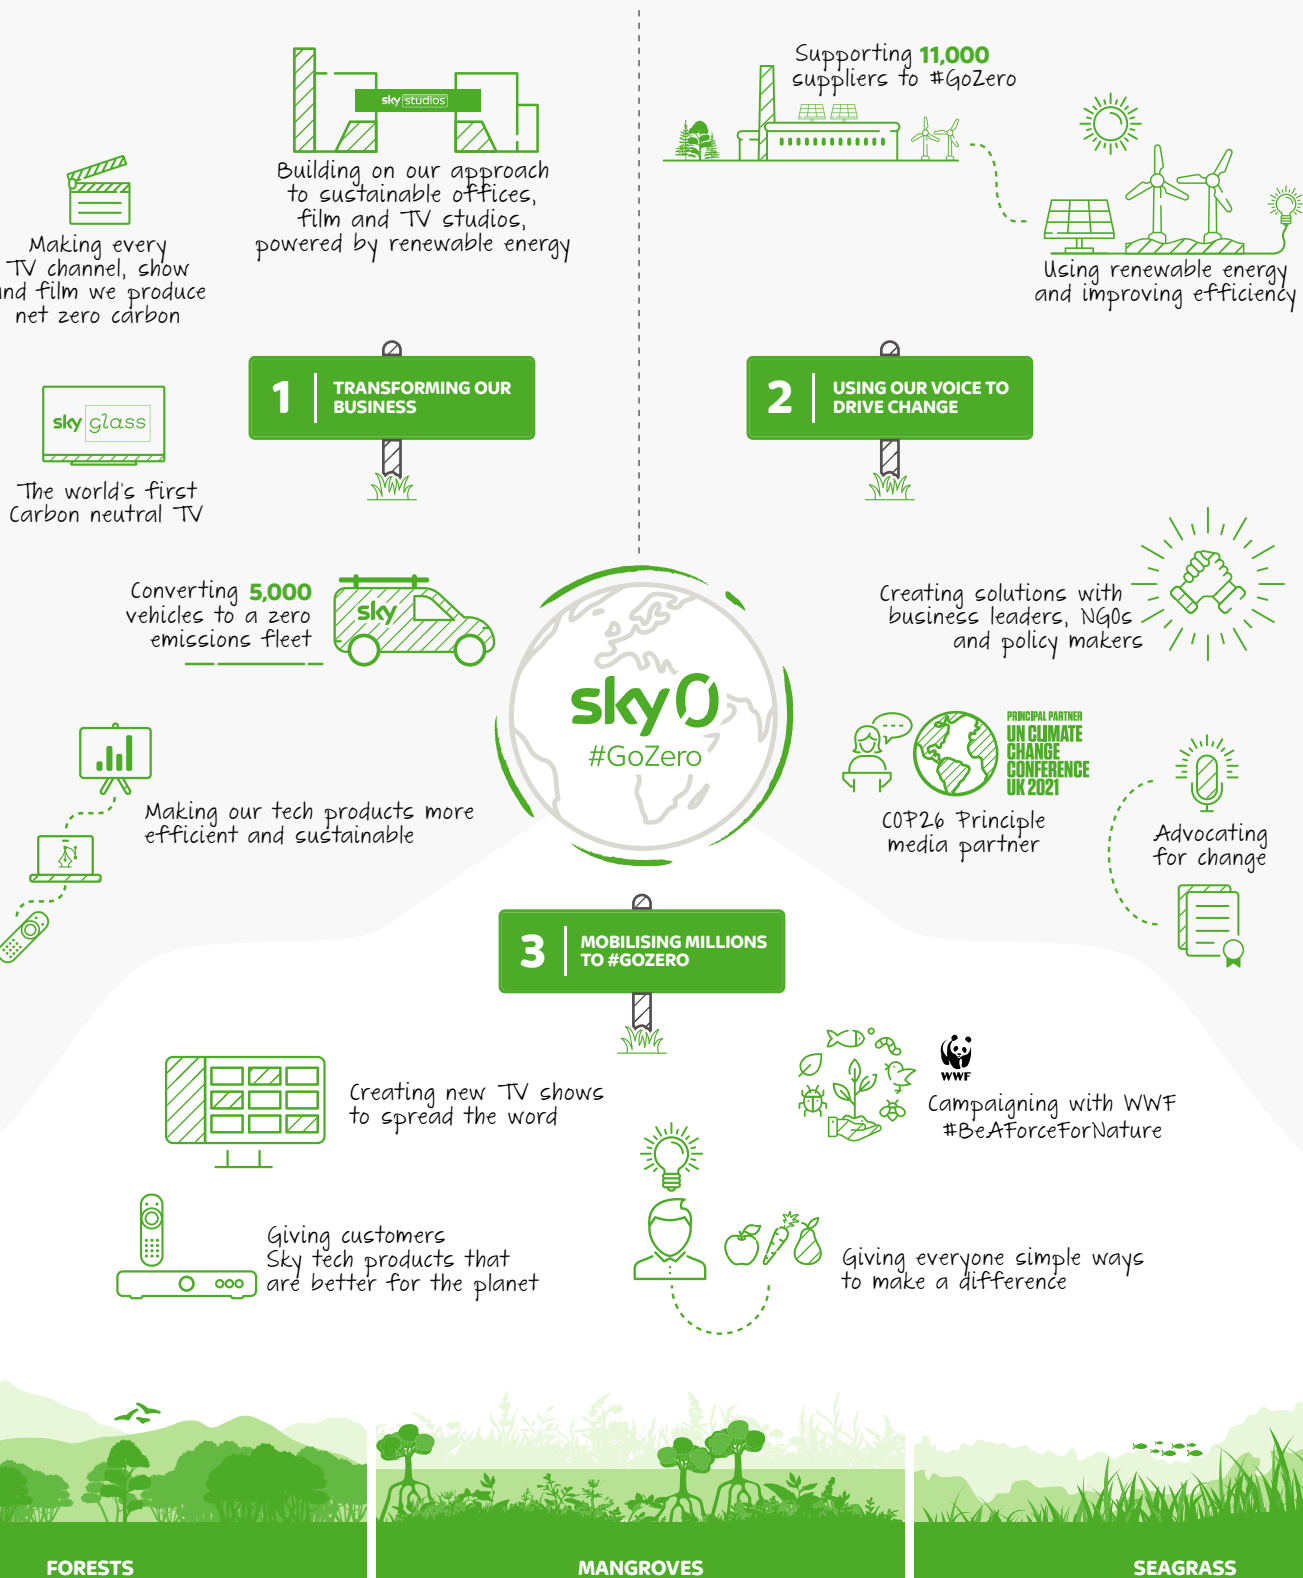 sky studios
Building on our approach
to sustainable offices,
film and TV studios,
powered by renewable energy
Making every
TV channel, show
and film we produce
net zero carbon
1
TRANSFORMING OUR
BUSINESS
sky glass
The world's first
Carbon neutral TV
Converting 5,000
vehicles to a zero
emissions fleet
sky
Making our tech products more
efficient and sustainable
Supporting 11,000
suppliers to #GoZero
Using renewable energy
and improving efficiency
2
USING OUR VOICE TO
DRIVE CHANGE
Creating solutions with
business leaders, NGOs
and policy makers
PRINCIPAL PARTNER
UN CLIMATE
CHANGE
CONFERENCE
UK 2021
COP26 Principle
media partner
Advocating
for change
sky 0
#GoZero
3
MOBILISING MILLIONS
TO #GOZERO
Creating new TV shows
to spread the word
WWF
Campaigning with WWF
#BeAForceForNature
Giving customers
Sky tech products that
are better for the planet
Giving everyone simple ways
to make a difference
FORESTS
MANGROVES
SEAGRASS